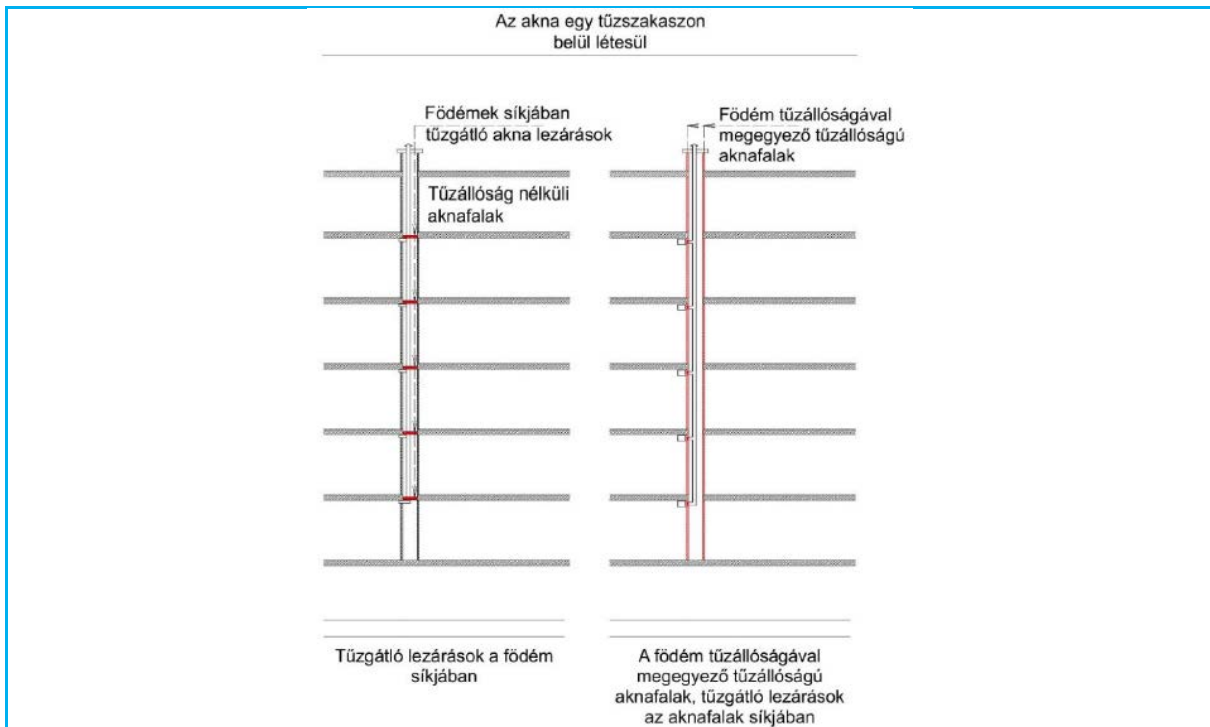 Az akna egy tűzszakaszon
belül létesül
Födémek síkjában
tűzgátló akna lezárások
Tűzállóság nélküli
aknafalak
Födém tűzállóságával
megegyező tűzállóságú
aknafalak
Tűzgátló lezárások a födém
síkjában
A födém tűzállóságával
megegyező tűzállóságú
aknafalak, tűzgátló lezárások
az aknafalak síkjában